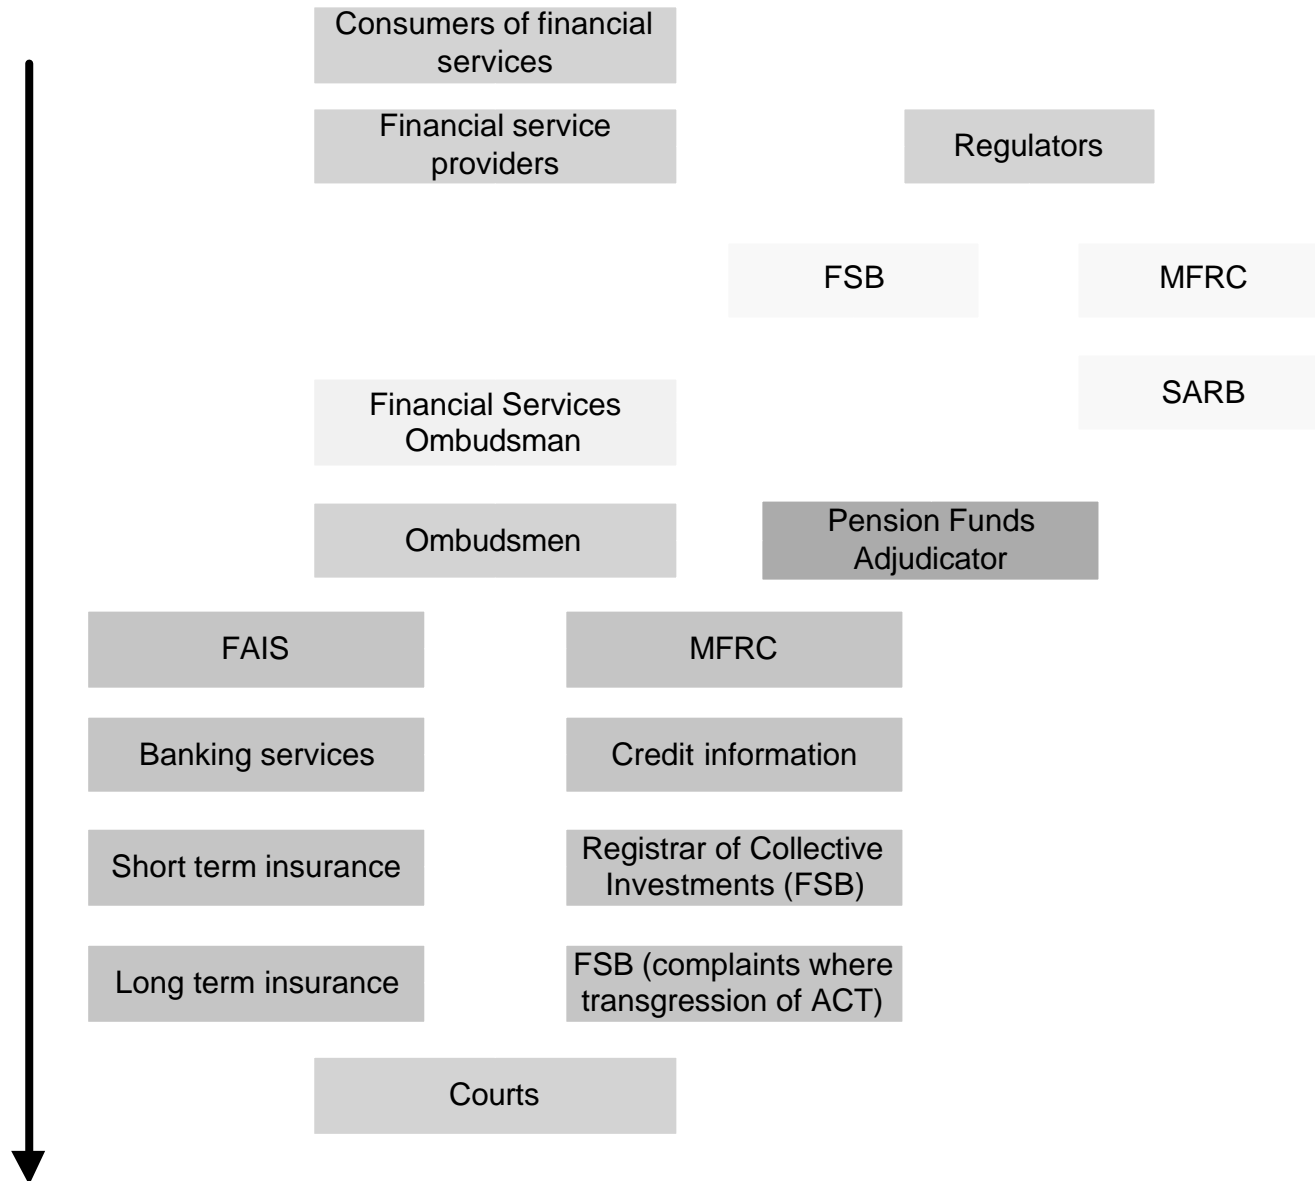 Consumers of financial
services
Financial service
providers
Regulators
FSB
MFRC
SARB
Financial Services
Ombudsman
Ombudsmen
Pension Funds
Adjudicator
FAIS
MFRC
Banking services
Credit information
Short term insurance
Registrar of Collective
Investments (FSB)
Long term insurance
FSB (complaints where
transgression of ACT)
Courts